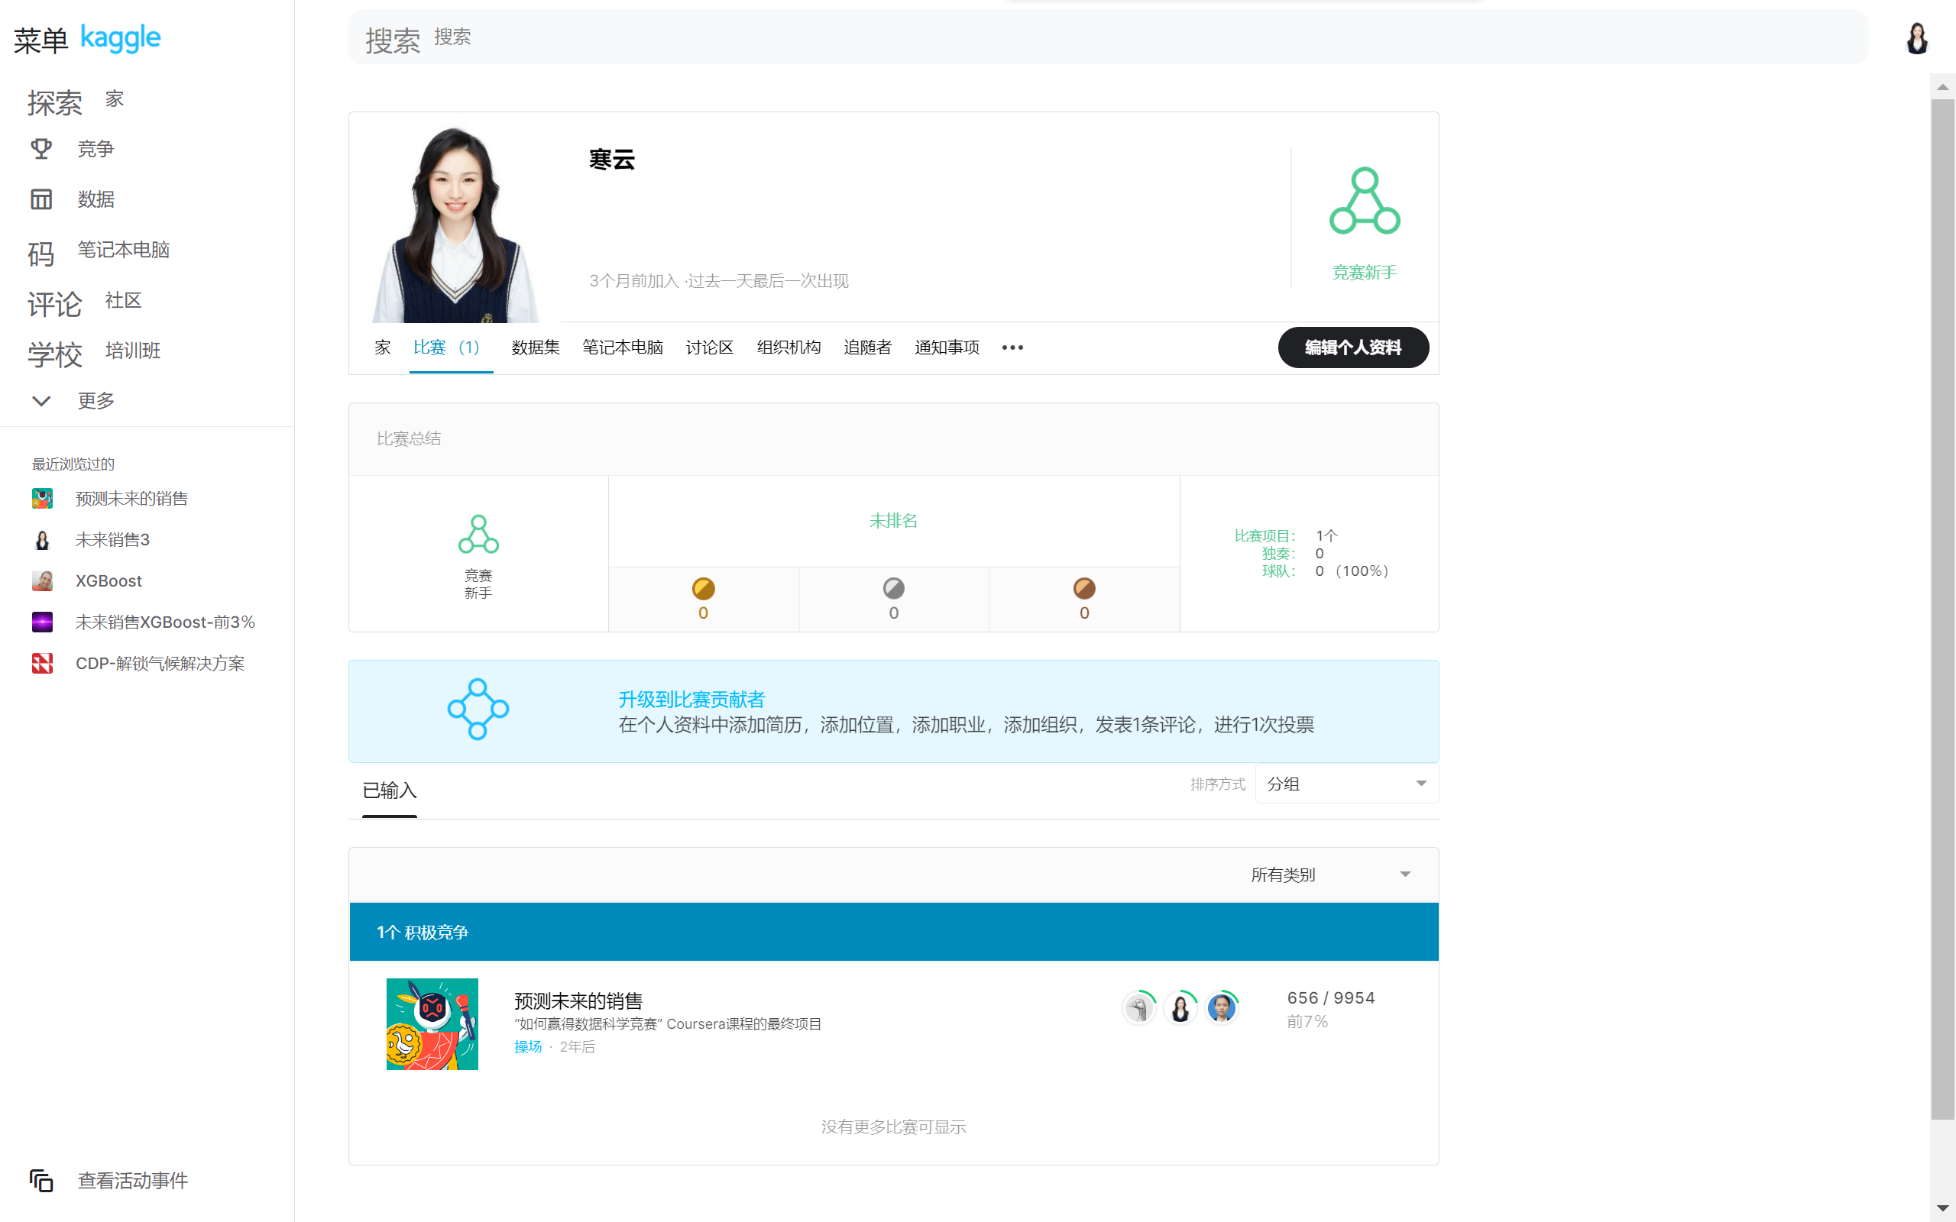 菜单 kaggle
搜索 搜索
探索 家
竞争
数据
码 笔记本电脑
评论 社区
学校 培训班
更多
最近浏览过的
预测未来的销售
未来销售3
XGBoost
未来销售XGBoost-前3%
CDP-解锁气候解决方案
查看活动事件
寒云
3个月前加入 ·过去一天最后一次出现
竞赛新手
家 比赛 （1） 数据集 笔记本电脑 讨论区 组织机构 追随者 通知事项 •••
编辑个人资料
比赛总结
竞赛
新手
未排名
0 0 0
比赛项目： 1个
独奏： 0
球队： 0 （100%）
升级到比赛贡献者
在个人资料中添加简历，添加位置，添加职业，添加组织，发表1条评论，进行1次投票
已输入
排序方式 分组
所有类别
1个 积极竞争
预测未来的销售
“如何赢得数据科学竞赛” Coursera课程的最终项目
操场 · 2年后
656 / 9954
前7%
没有更多比赛可显示